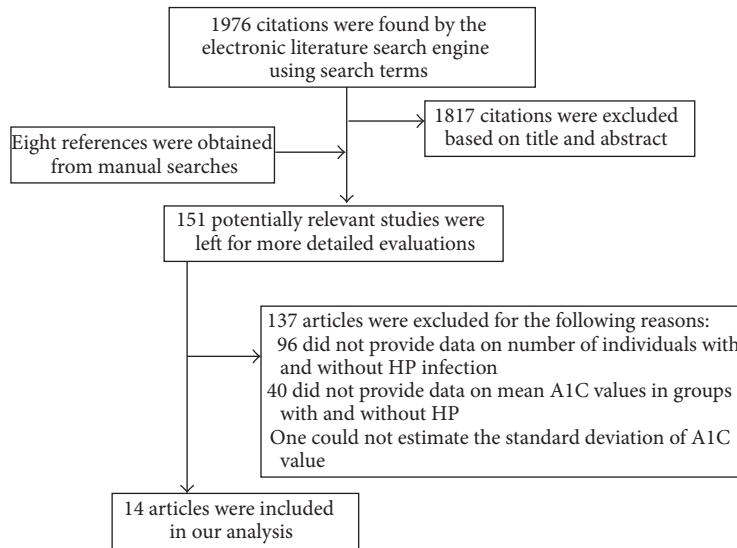 1976 citations were found by the
electronic literature search engine
using search terms
1817 citations were excluded
based on title and abstract
Eight references were obtained
from manual searches
151 potentially relevant studies were
left for more detailed evaluations
137 articles were excluded for the following reasons:
96 did not provide data on number of individuals with
and without HP infection
40 did not provide data on mean A1C values in groups
with and without HP
One could not estimate the standard deviation of A1C
value
14 articles were included
in our analysis